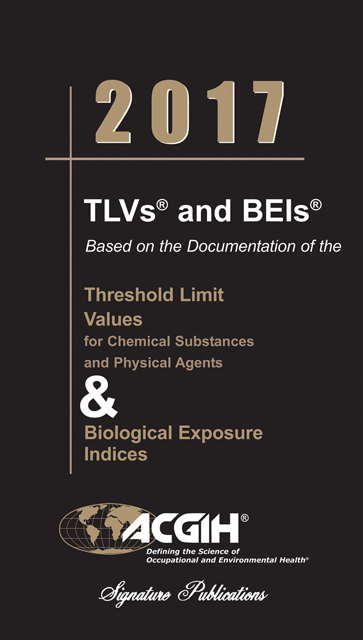 2017
TLVs® and BEIs®
Based on the Documentation of the
Threshold Limit
Values
for Chemical Substances
and Physical Agents
&
Biological Exposure
Indices
ACGIH®
Defining the Science of
Occupational and Environmental Health®
Signature Publications